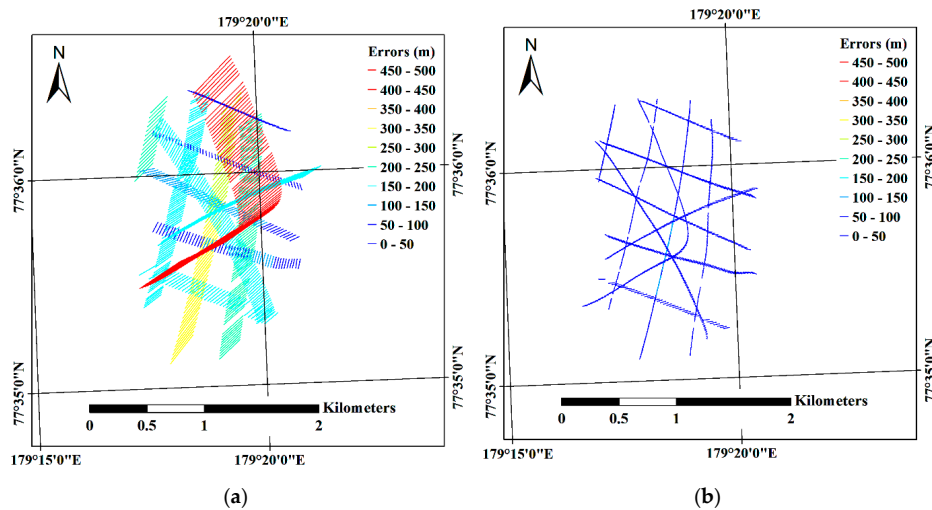 179°20'0"E
179°20'0"E
N
Errors (m)
450 - 500
400 - 450
350 - 400
300 - 350
250 - 300
200 - 250
150 - 200
100 - 150
50 - 100
0 - 50
77°36'0"N
77°36'0"N
77°35'0"N
77°35'0"N
Kilometers
0 0.5 1 2
179°15'0"E
179°20'0"E
(a)
N
Errors (m)
450 - 500
400 - 450
350 - 400
300 - 350
250 - 300
200 - 250
150 - 200
100 - 150
50 - 100
0 - 50
77°36'0"N
77°36'0"N
77°35'0"N
77°35'0"N
Kilometers
0 0.5 1 2
179°15'0"E
179°20'0"E
(b)